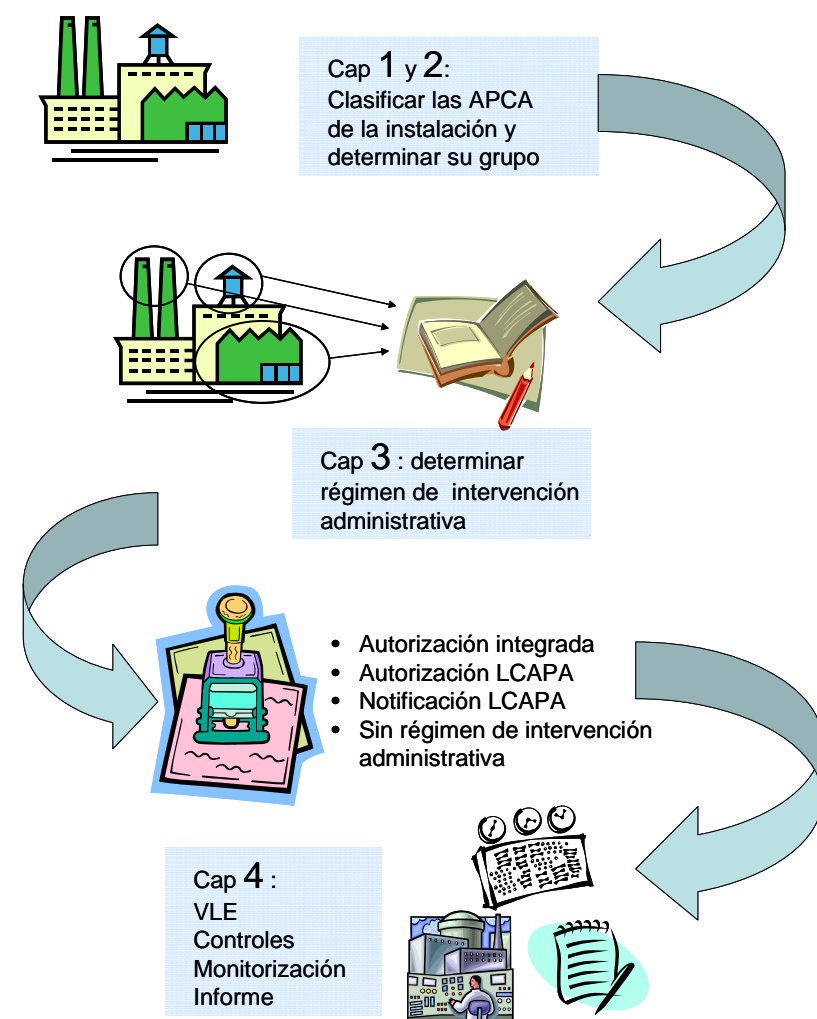 Cap 1 y 2:
Clasificar las APCA
de la instalación y
determinar su grupo
Cap 3 : determinar
régimen de intervención
administrativa
• Autorización integrada
• Autorización LCAPA
• Notificación LCAPA
• Sin régimen de intervención
administrativa
Cap 4 :
VLE
Controles
Monitorización
Informe